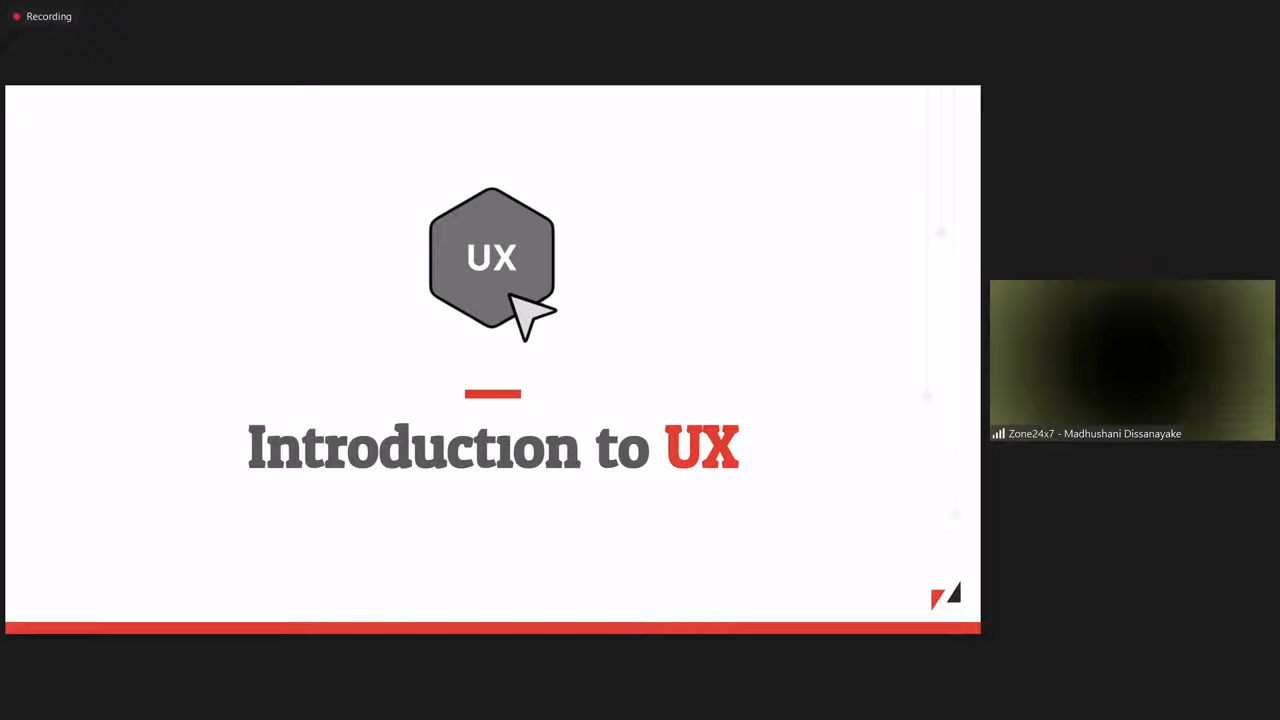 Recording
UX
Introduction to UX
Zone24x7 - Madhushani Dissanayake